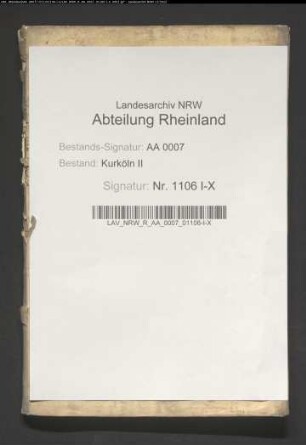 Landesarchiv NRW
Abteilung Rheinland
Bestands-Signatur: AA 0007
Bestand: Kurköln II
Signatur: Nr. 1106 I-X
LAV_NRW_R_AA_0007_01106-I-X